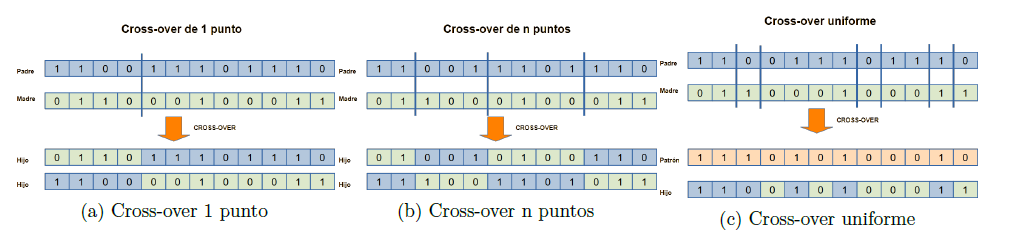 Cross-over de 1 punto
Padre 1 1 0 0 1 1 1 0 1 1 1 0
Madre 0 1 1 0 0 0 1 0 0 0 1 1
CROSS-OVER
Hijo 0 1 1 0 1 1 1 0 1 1 1 0
Hijo 1 1 0 0 0 0 1 0 0 0 1 1
(a) Cross-over 1 punto
Cross-over de n puntos
Padre 1 1 0 0 1 1 1 0 1 1 1 0
Madre 0 1 1 0 0 0 1 0 0 0 1 1
CROSS-OVER
Hijo 0 1 0 0 1 0 1 0 0 1 1 0
Hijo 1 1 1 0 0 1 1 0 1 0 1 1
(b) Cross-over n puntos
Cross-over uniforme
Padre 1 1 0 0 1 1 1 0 1 1 1 0
Madre 0 1 1 0 0 0 1 0 0 0 1 1
CROSS-OVER
Patrón 1 1 1 0 1 0 1 0 0 0 1 0
Hijo 1 1 0 0 1 0 1 0 0 0 1 1
(c) Cross-over uniforme